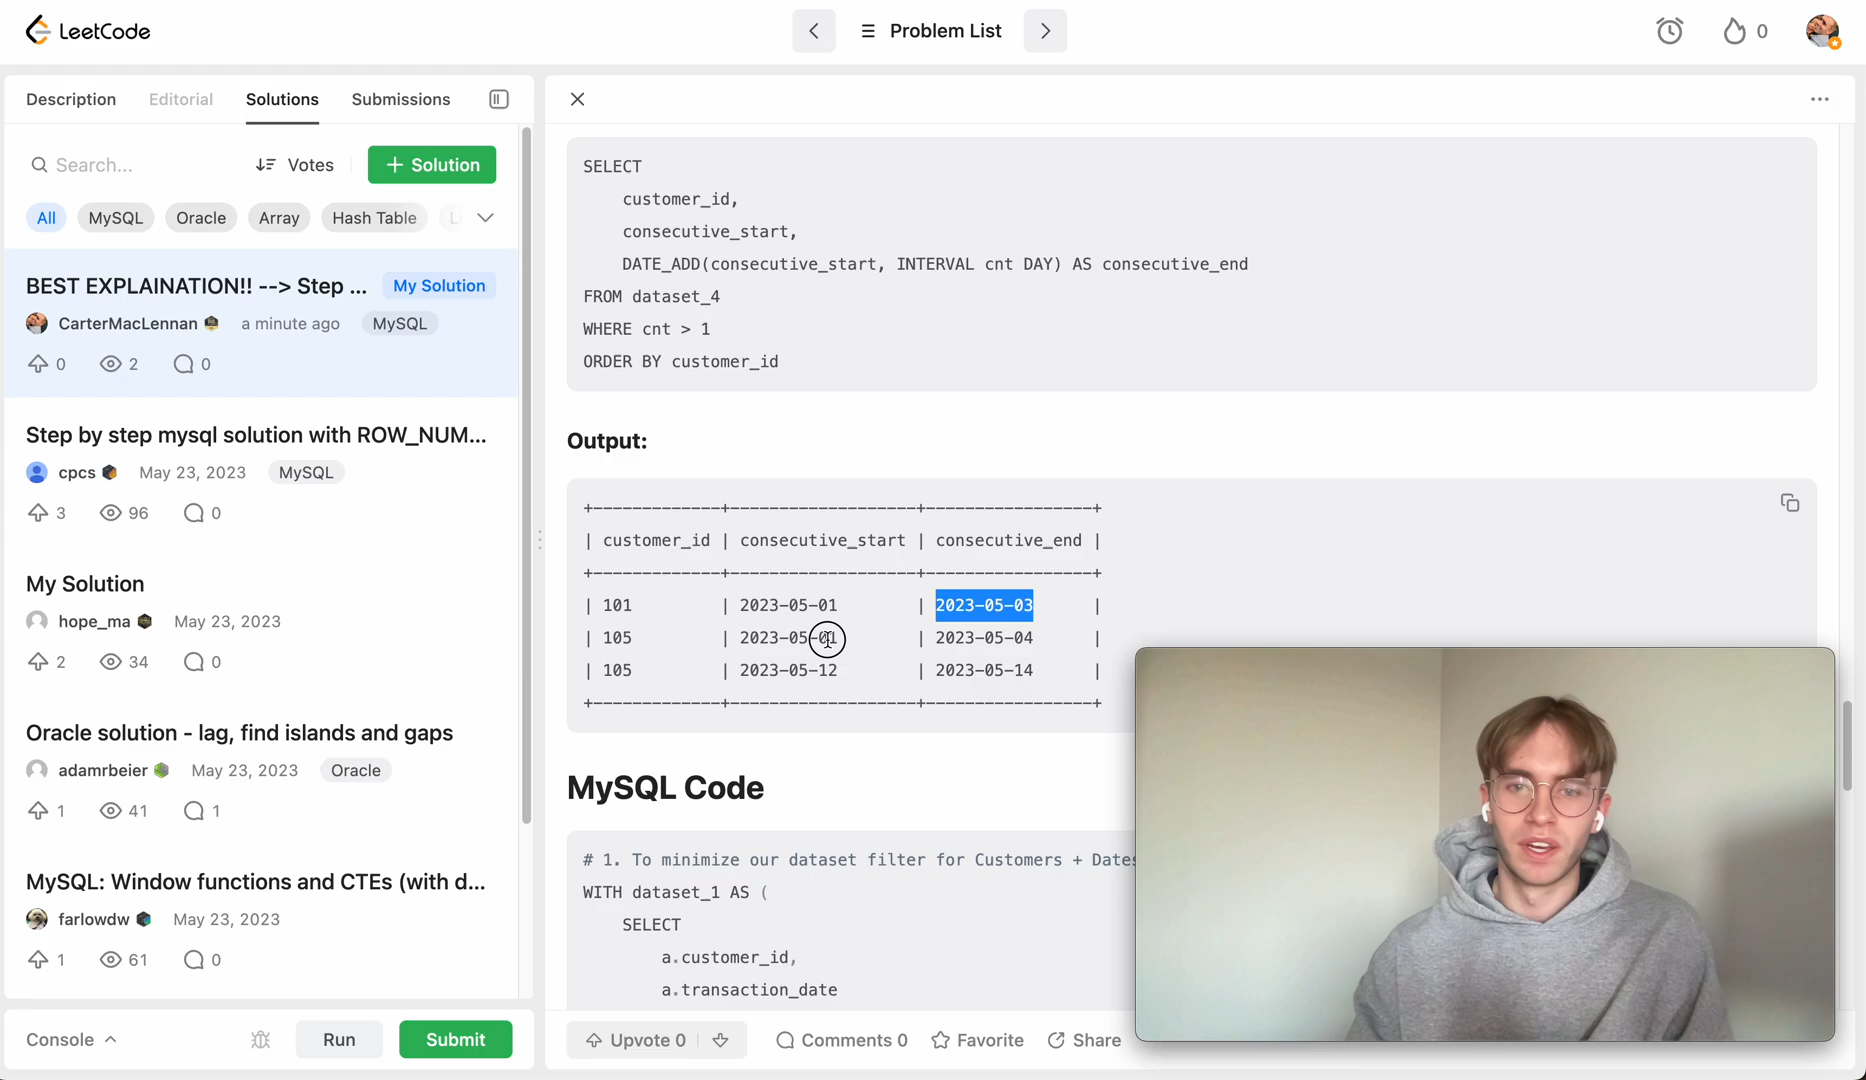 LeetCode
Problem List
0
Description Editorial Solutions Submissions
Search... Votes + Solution
All MySQL Oracle Array Hash Table
BEST EXPLAINATION!! --> Step ... My Solution
CarterMacLennan a minute ago MySQL
0 2 0
Step by step mysql solution with ROW_NUM...
cpcs May 23, 2023 MySQL
3 96 0
My Solution
hope_ma May 23, 2023
2 34 0
Oracle solution - lag, find islands and gaps
adamrbeier May 23, 2023 Oracle
1 41 1
MySQL: Window functions and CTEs (with d...
farlowdw May 23, 2023
1 61 0
Console Run Submit
SELECT
customer_id,
consecutive_start,
DATE_ADD(consecutive_start, INTERVAL cnt DAY) AS consecutive_end
FROM dataset_4
WHERE cnt > 1
ORDER BY customer_id
Output:
+-------------+-------------------+-----------------+
| customer_id | consecutive_start | consecutive_end |
+-------------+-------------------+-----------------+
| 101 | 2023-05-01 | 2023-05-03 |
| 105 | 2023-05-01 | 2023-05-04 |
| 105 | 2023-05-12 | 2023-05-14 |
+-------------+-------------------+-----------------+
MySQL Code
# 1. To minimize our dataset filter for Customers + Dates
WITH dataset_1 AS (
SELECT
a.customer_id,
a.transaction_date
Upvote 0 Comments 0 Favorite Share